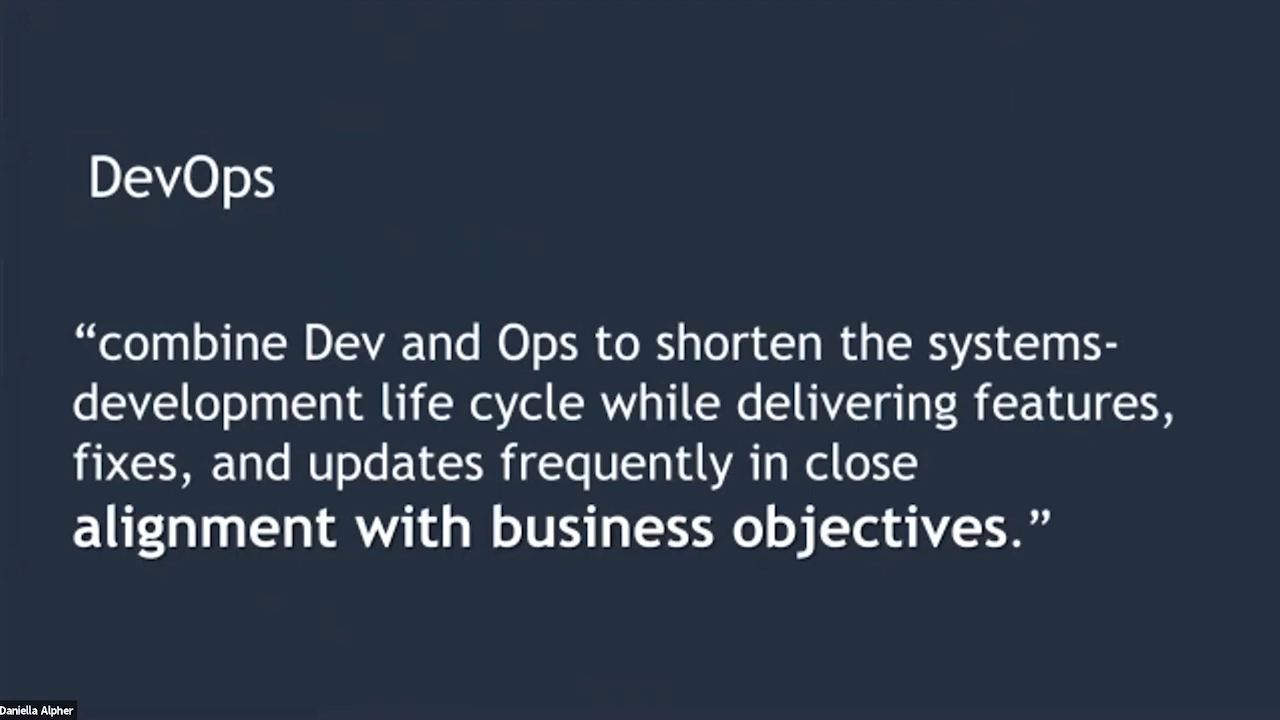 DevOps
“combine Dev and Ops to shorten the systems-
development life cycle while delivering features,
fixes, and updates frequently in close
alignment with business objectives.”
Daniella Alpher